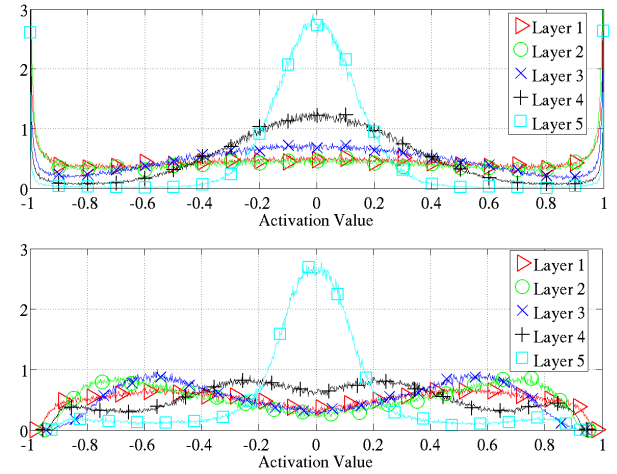 3
Layer 1
Layer 2
2
Layer 3
Layer 4
1
Layer 5
0
-1 -0.8 -0.6 -0.4 -0.2 0 0.2 0.4 0.6 0.8 1
Activation Value
3
Layer 1
Layer 2
2
Layer 3
Layer 4
1
Layer 5
0
-1 -0.8 -0.6 -0.4 -0.2 0 0.2 0.4 0.6 0.8 1
Activation Value